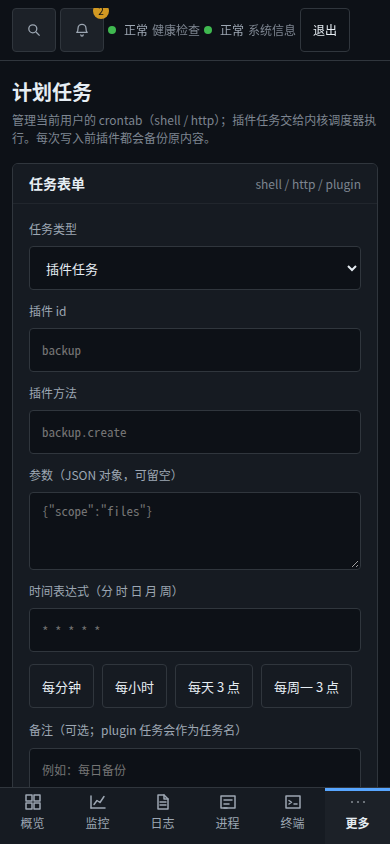 2
正常 健康检查 正常 系统信息 退出
计划任务
管理当前用户的 crontab（shell / http）；插件任务交给内核调度器执
行。每次写入前插件都会备份原内容。
任务表单 shell / http / plugin
任务类型
插件任务
插件 id
backup
插件方法
backup.create
参数（JSON 对象，可留空）
{"scope":"files"}
时间表达式（分 时 日 月 周）
* * * * *
每分钟 每小时 每天 3 点 每周一 3 点
备注（可选；plugin 任务会作为任务名）
例如：每日备份
概览 监控 日志 进程 终端 更多